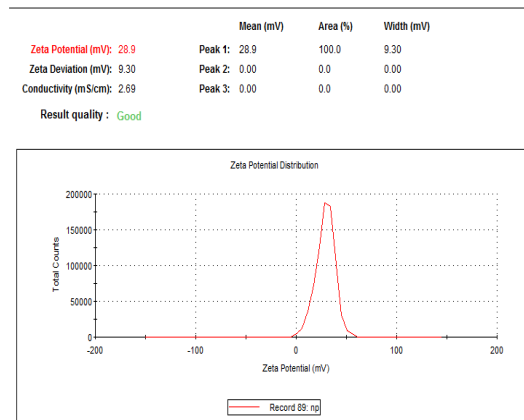 Mean (mV) Area (%) Width (mV)
Zeta Potential (mV): 28.9 Peak 1: 28.9 100.0 9.30
Zeta Deviation (mV): 9.30 Peak 2: 0.00 0.0 0.00
Conductivity (mS/cm): 2.69 Peak 3: 0.00 0.0 0.00
Result quality : Good
Zeta Potential Distribution
200000
150000
100000
50000
0
Total Counts
-200 -100 0 100 200
Zeta Potential (mV)
Record 89: np